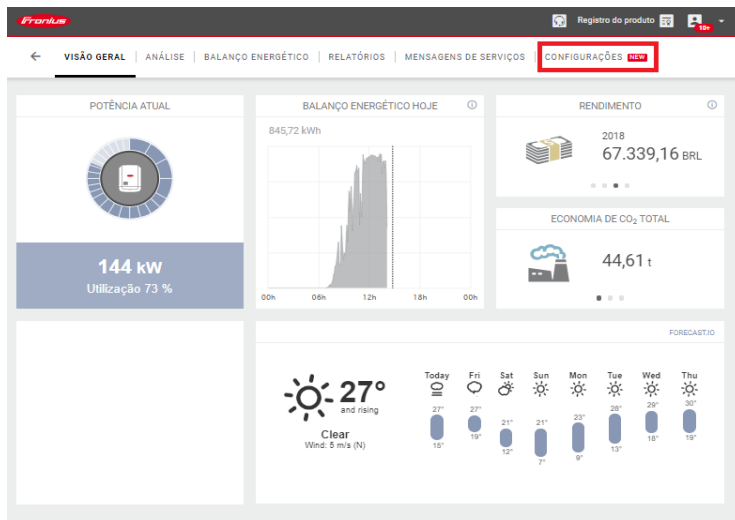 Fronius
Registro do produto
10+
VISÃO GERAL
ANÁLISE
BALANÇO ENERGÉTICO
RELATÓRIOS
MENSAGENS DE SERVIÇOS
CONFIGURAÇÕES NEW
POTÊNCIA ATUAL
144 kW
Utilização 73 %
BALANÇO ENERGÉTICO HOJE
845,72 kWh
00h 06h 12h 18h 00h
RENDIMENTO
2018
67.339,16 BRL
ECONOMIA DE CO₂ TOTAL
44,61 t
FORECAST.IO
27°
and rising
Clear
Wind: 5 m/s (N)
Today Fri Sat Sun Mon Tue Wed Thu
27° 27° 21° 21° 23° 28° 29° 30°
15° 19° 12° 7° 9° 13° 18° 19°